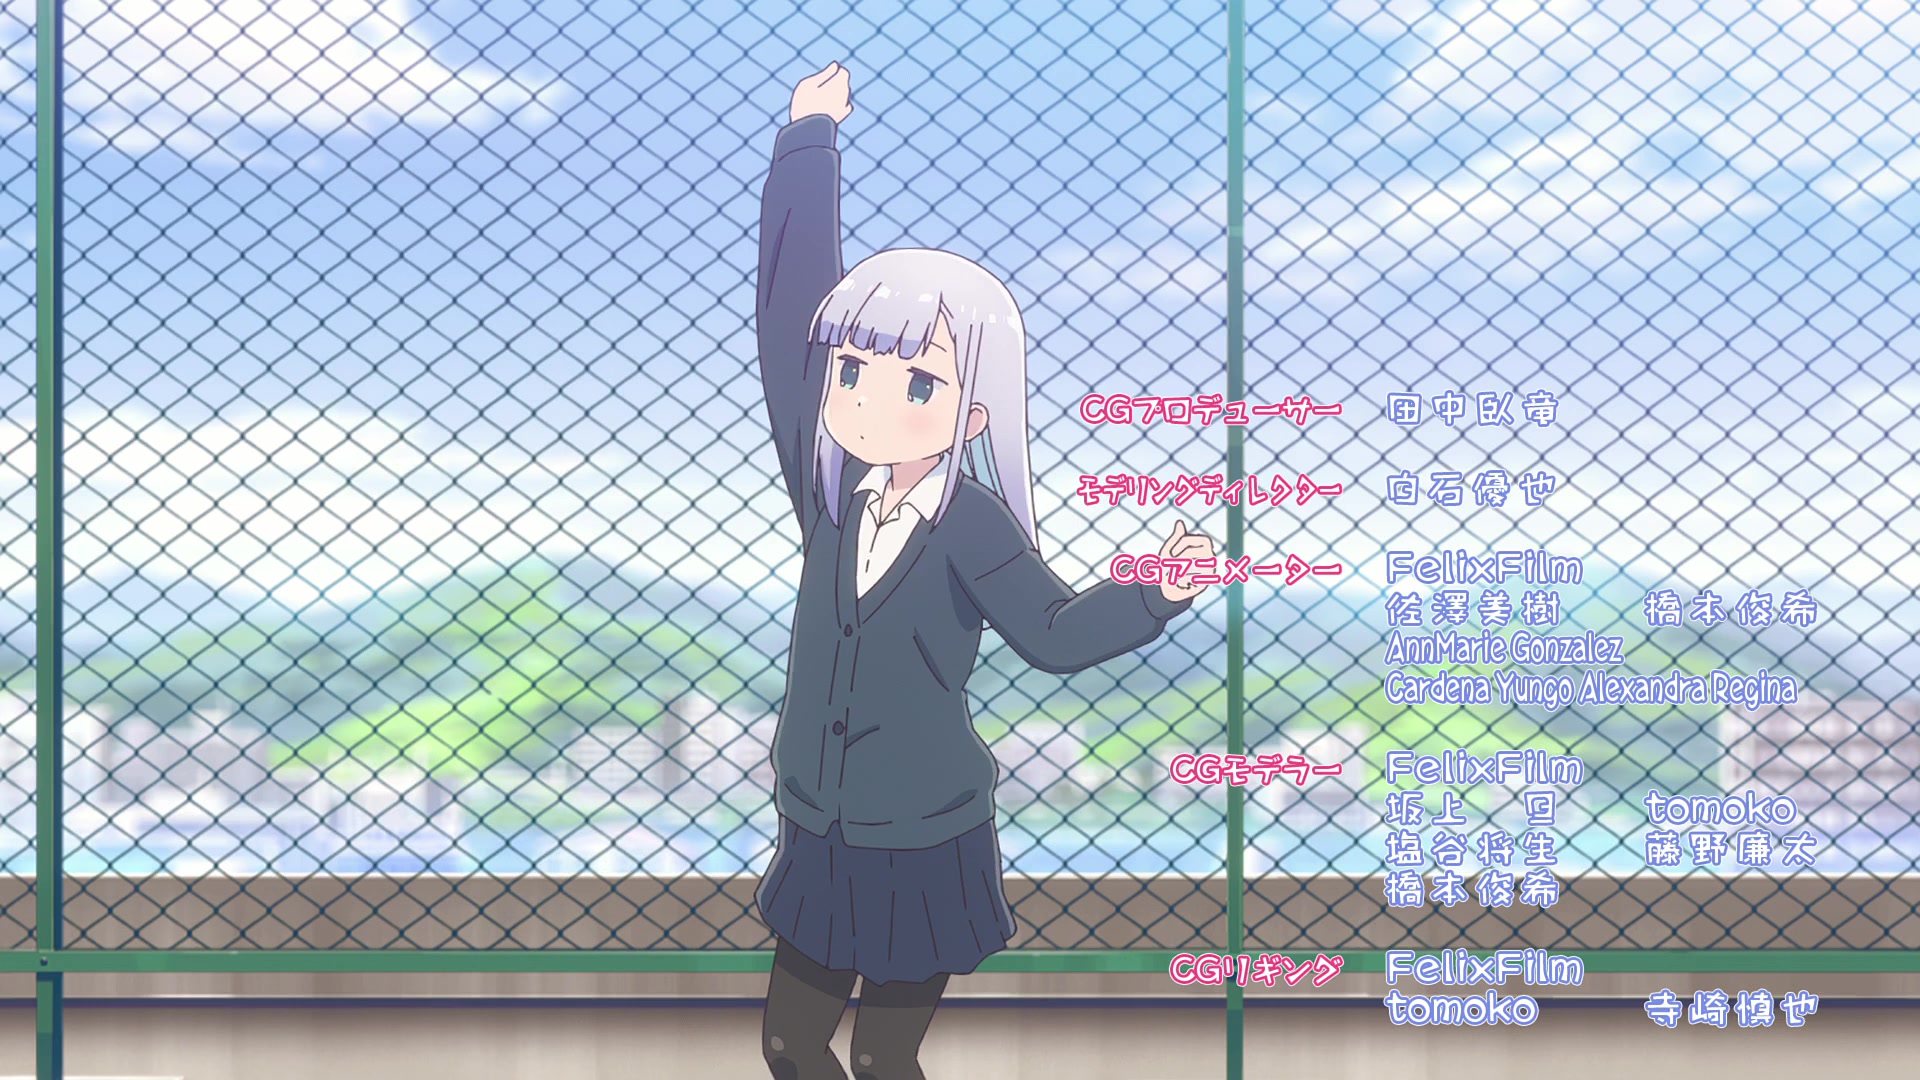 CGプロデューサー 田中臥竜
モデリングディレクター 白石優也
CGアニメーター FelixFilm
佐澤美樹 橋本俊希
AnnMarie Gonzalez
Cardena Yungo Alexandra Regina
CGモデラー FelixFilm
坂上 tomoko
塩谷将生 藤野廉太
橋本俊希
CGリギング FelixFilm
tomoko 寺崎慎也